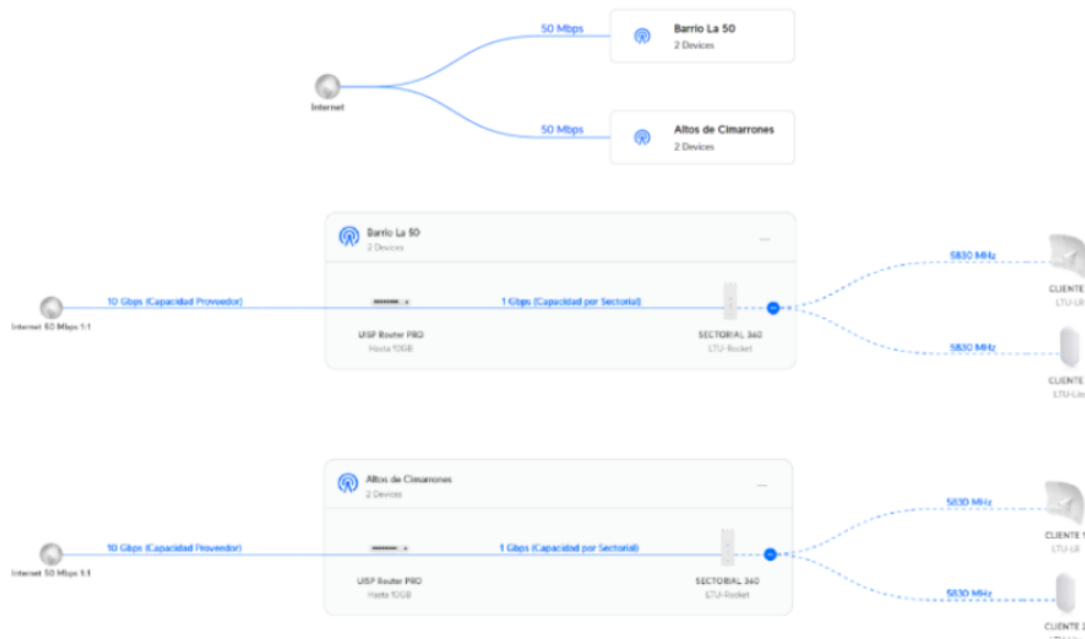 50 Mbps
Barrio La 50
2 Devices
Internet
50 Mbps
Altos de Cimarrones
2 Devices
Barrio La 50
2 Devices
5830 MHz
10 Gbps (Capacidad Proveedor)
1 Gbps (Capacidad por Sectorial)
CLIENTE
LTU-LR
Internet 50 Mbps 1:1
UISP Router PRO
Hasta 10GB
SECTORIAL 360
LTU-Rocket
5830 MHz
CLIENTE
LTU-Lite
Altos de Cimarrones
2 Devices
5830 MHz
10 Gbps (Capacidad Proveedor)
1 Gbps (Capacidad por Sectorial)
CLIENTE 1
LTU-LR
Internet 50 Mbps 1:1
UISP Router PRO
Hasta 10GB
SECTORIAL 360
LTU-Rocket
5830 MHz
CLIENTE 2